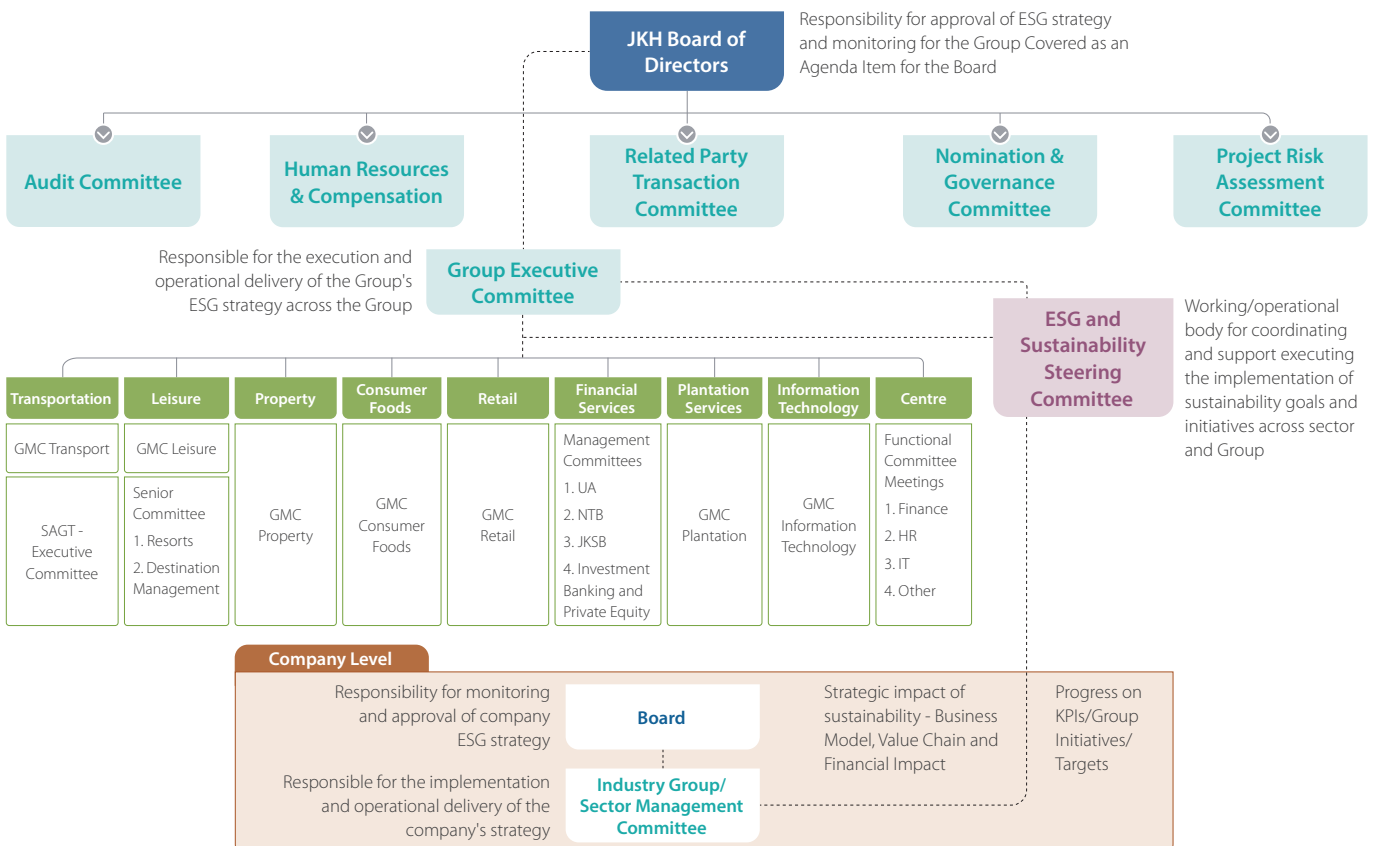 JKH Board of
Directors
Responsibility for approval of ESG strategy
and monitoring for the Group Covered as an
Agenda Item for the Board
Audit Committee
Human Resources
& Compensation
Related Party
Transaction
Committee
Nomination &
Governance
Committee
Project Risk
Assessment
Committee
Responsible for the execution and
operational delivery of the Group's
ESG strategy across the Group
Group Executive
Committee
ESG and
Sustainability
Steering
Committee
Working/operational
body for coordinating
and support executing
the implementation of
sustainability goals and
initiatives across sector
and Group
Transportation
GMC Transport
SAGT -
Executive
Committee
Leisure
GMC Leisure
Senior
Committee
1. Resorts
2. Destination
Management
Property
GMC
Property
Consumer
Foods
GMC
Consumer
Foods
Retail
GMC
Retail
Financial
Services
Management
Committees
1. UA
2. NTB
3. JKSB
4. Investment
Banking and
Private Equity
Plantation
Services
GMC
Plantation
Information
Technology
GMC
Information
Technology
Centre
Functional
Committee
Meetings
1. Finance
2. HR
3. IT
4. Other
Company Level
Responsibility for monitoring
and approval of company
ESG strategy
Board
Strategic impact of
sustainability - Business
Model, Value Chain and
Financial Impact
Progress on
KPIs/Group
Initiatives/
Targets
Responsible for the implementation
and operational delivery of the
company's strategy
Industry Group/
Sector Management
Committee